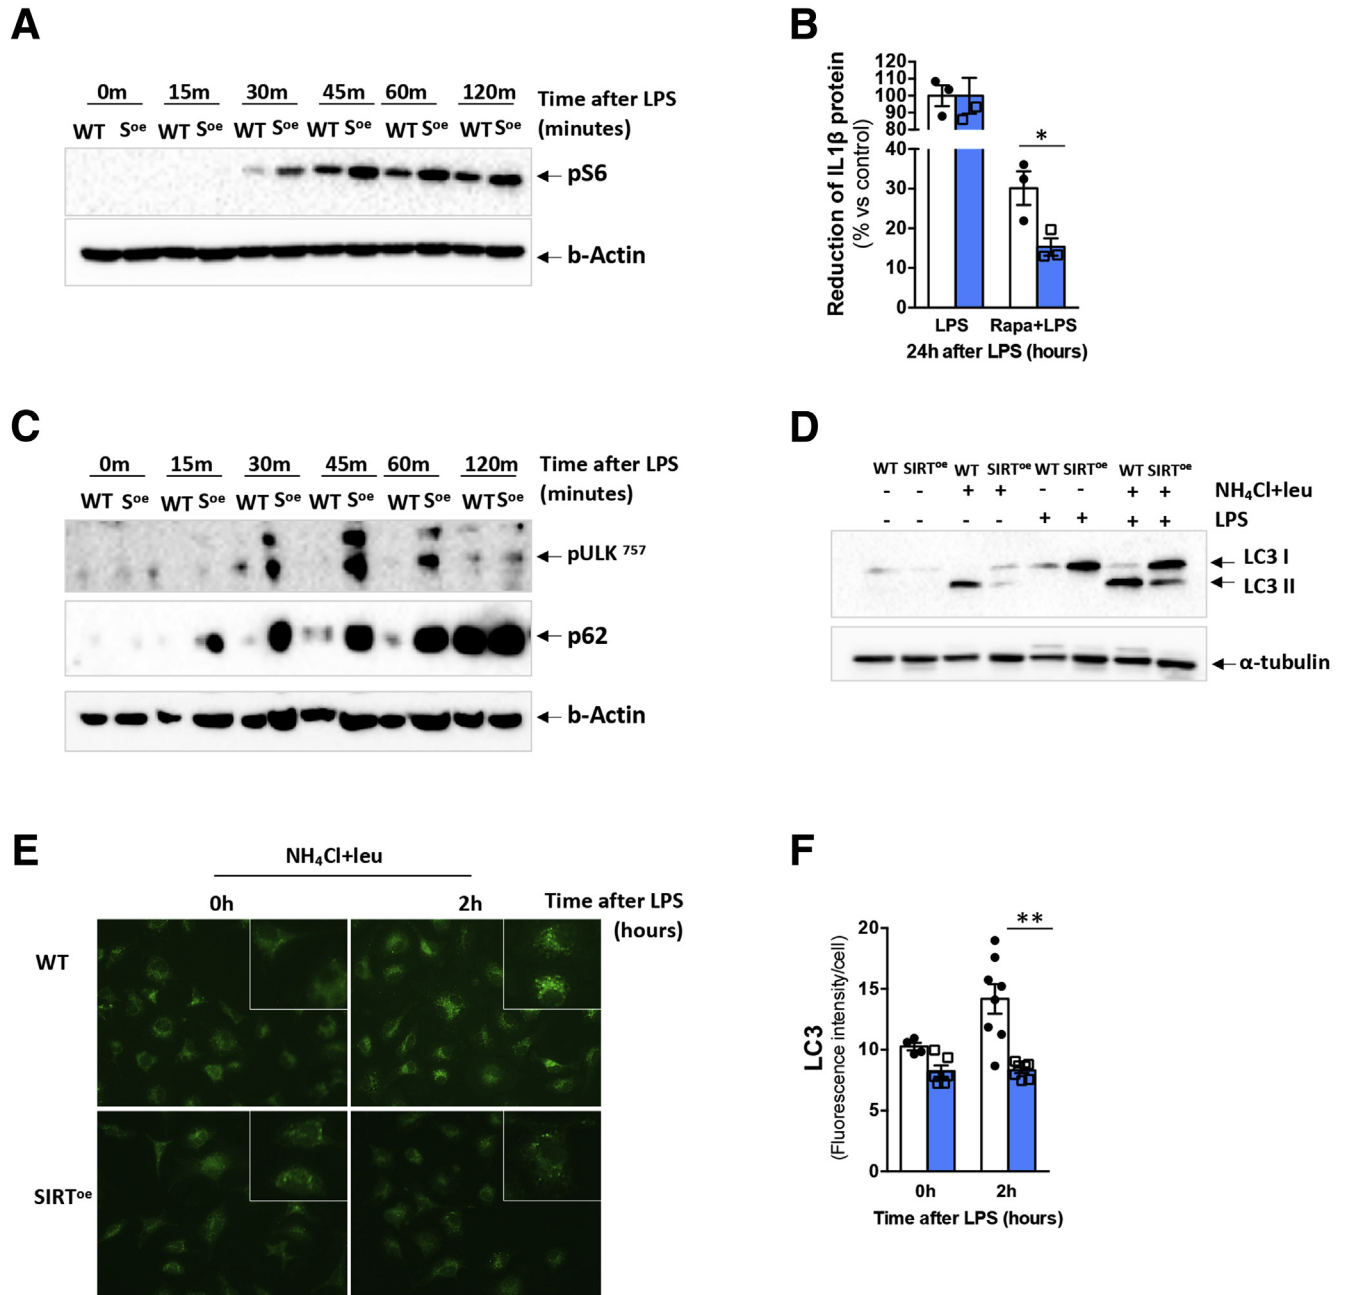 A
0m 15m 30m 45m 60m 120m Time after LPS
WT Soe WT Soe WT Soe WT Soe WT Soe WT Soe (minutes)
pS6
b-Actin
B
Reduction of IL1β protein
(% vs control)
120
110
100
90
80
40
30
20
10
0
*
LPS Rapa+LPS
24h after LPS (hours)
C
0m 15m 30m 45m 60m 120m Time after LPS
WT Soe WT Soe WT Soe WT Soe WT Soe WT Soe (minutes)
pULK 757
p62
b-Actin
D
WT SIRToe WT SIRToe WT SIRToe WT SIRToe
- - + + - - + + NH₄Cl+leu
- - - - + + + + LPS
LC3 I
LC3 II
α-tubulin
E
NH₄Cl+leu
0h 2h Time after LPS
(hours)
WT
SIRToe
F
LC3
(Fluorescence intensity/cell)
20
15
10
5
0
**
0h 2h
Time after LPS (hours)